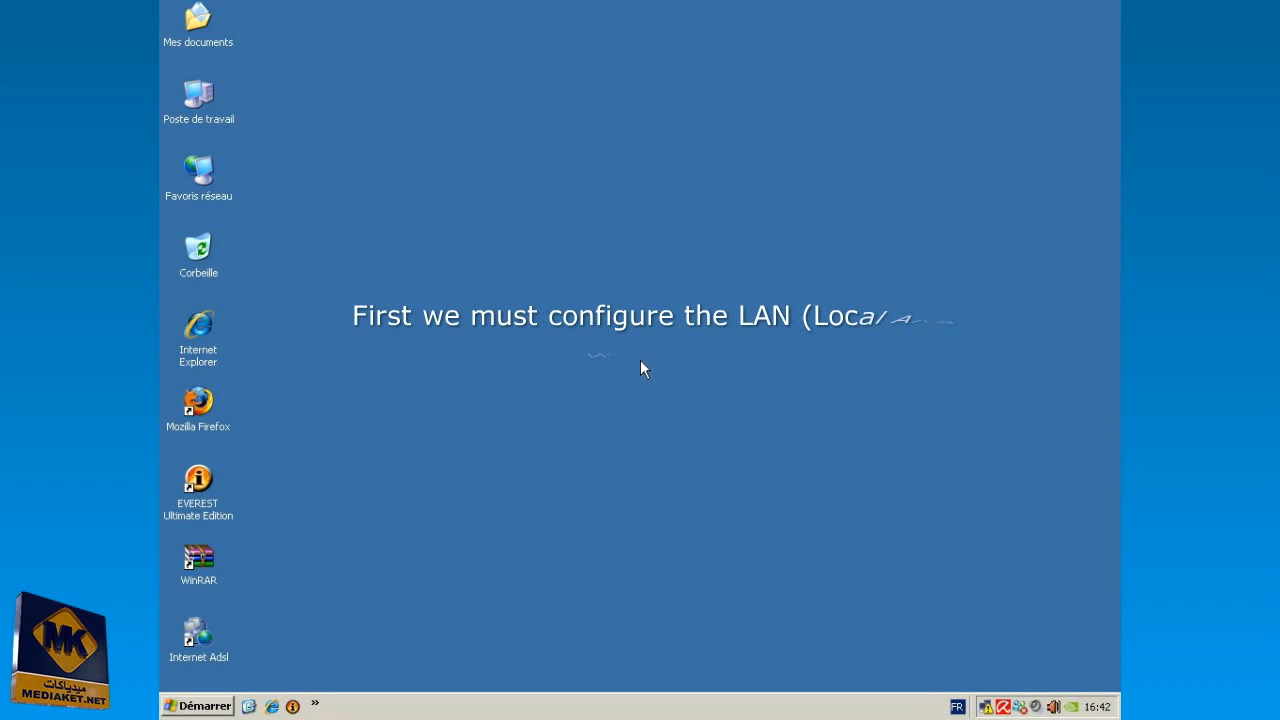 Mes documents
Poste de travail
Favoris réseau
Corbeille
Internet
Explorer
Mozilla Firefox
EVEREST
Ultimate Edition
WinRAR
Internet Adsl
First we must configure the LAN (Local
Démarrer
FR
16:42
MK
ميدياكات
MEDIAKET.NET